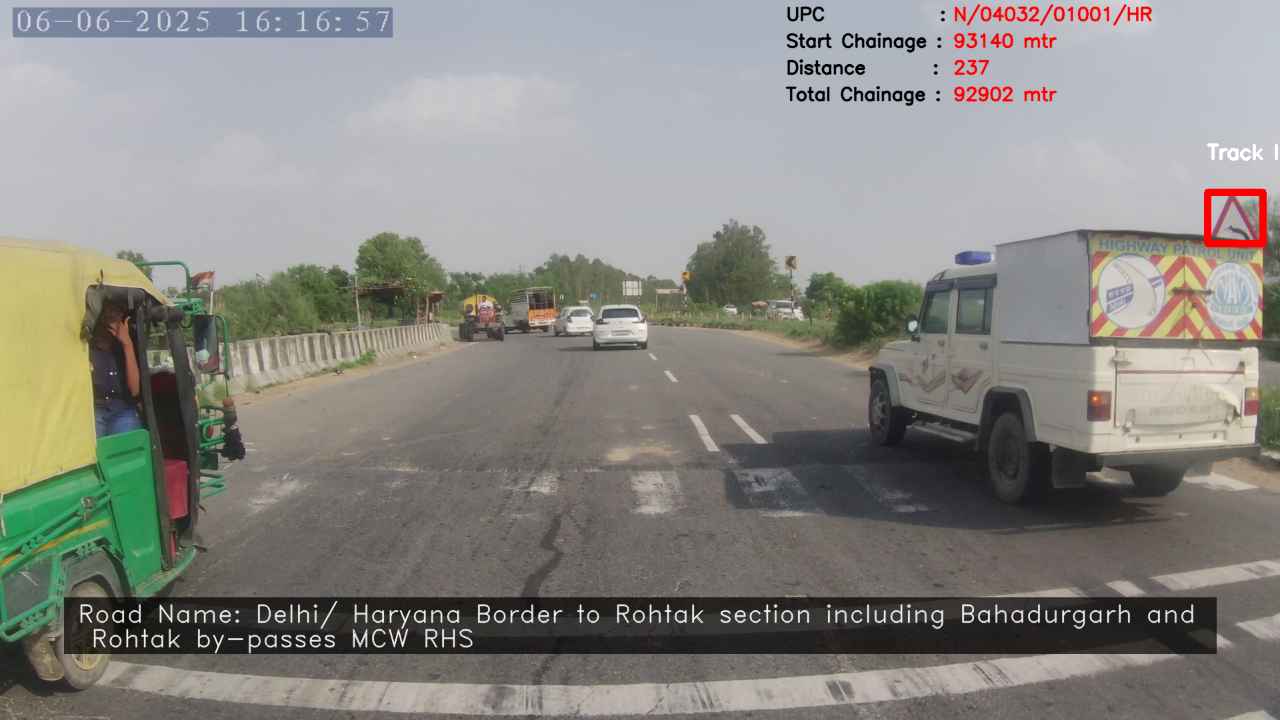 06-06-2025 16:16:57
UPC : N/04032/01001/HR
Start Chainage : 93140 mtr
Distance : 237
Total Chainage : 92902 mtr
Track
HIGHWAY PATROL UNIT
Road Name: Delhi/ Haryana Border to Rohtak section including Bahadurgarh and
Rohtak by-passes MCW RHS